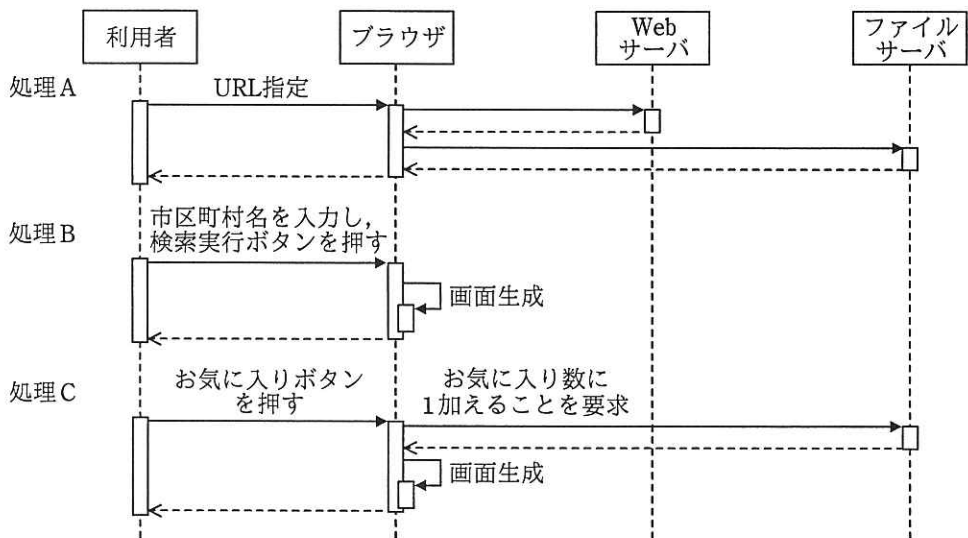 利用者
ブラウザ
Web
サーバ
ファイル
サーバ
処理A
URL指定
処理B
市区町村名を入力し，
検索実行ボタンを押す
画面生成
処理C
お気に入りボタン
を押す
お気に入り数に
1加えることを要求
画面生成